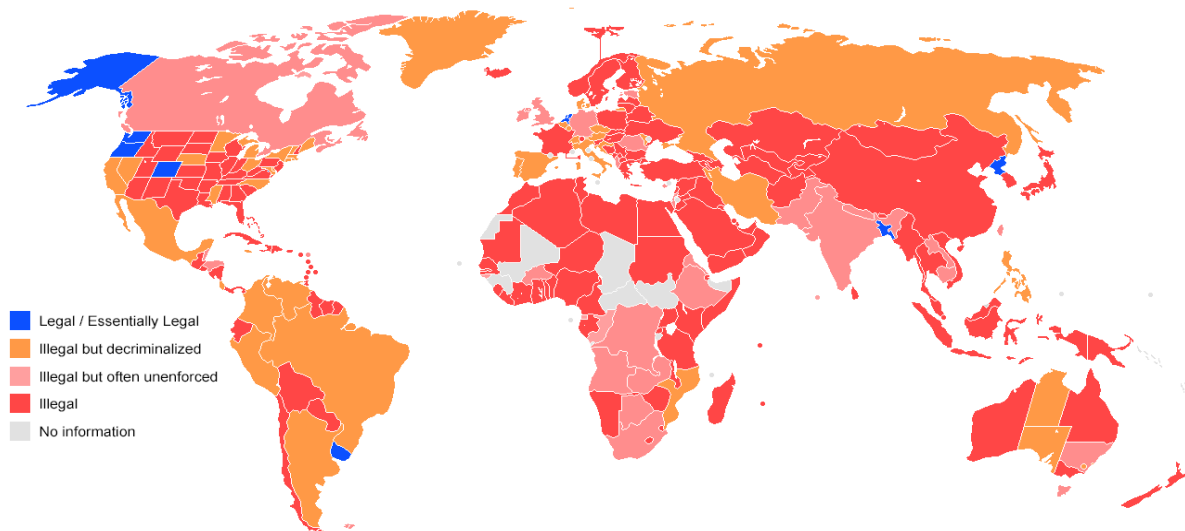 Legal / Essentially Legal
Illegal but decriminalized
Illegal but often unenforced
Illegal
No information